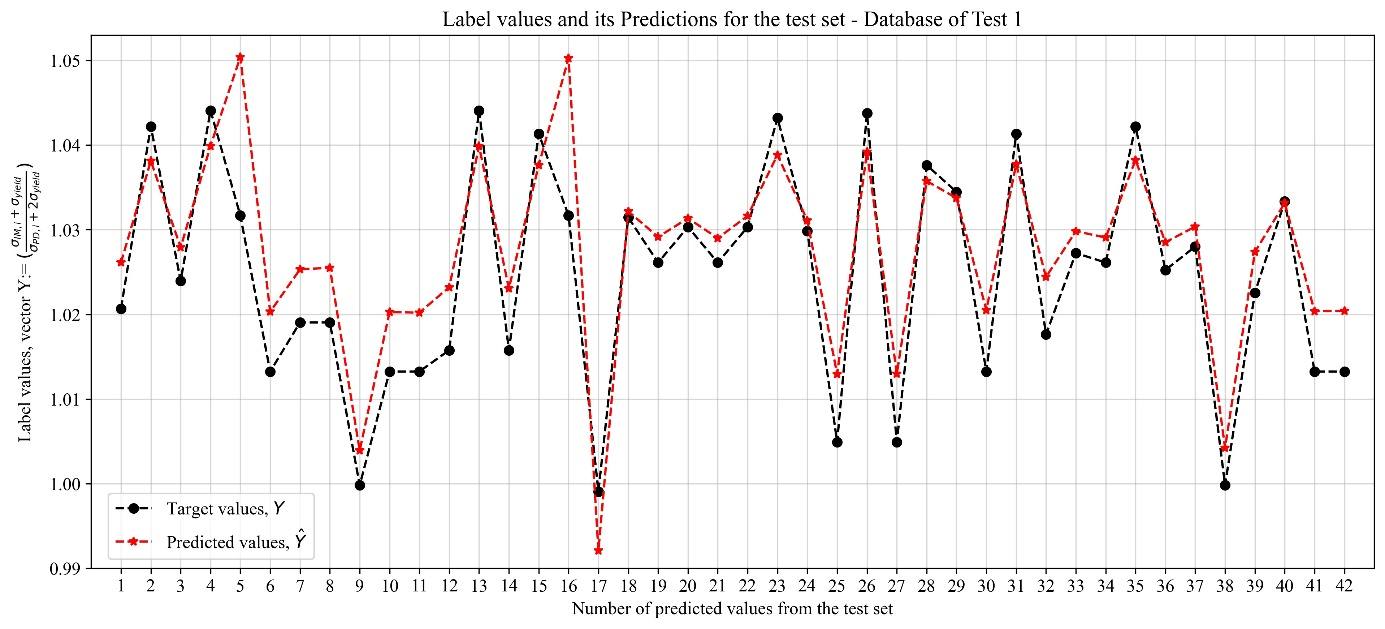 Label values and its Predictions for the test set - Database of Test 1
Label values, vector Y:= (σIM,i + σyield / σPD,i + 2σyield)
1.05
1.04
1.03
1.02
1.01
1.00
0.99
Target values, Y
Predicted values, Ŷ
1 2 3 4 5 6 7 8 9 10 11 12 13 14 15 16 17 18 19 20 21 22 23 24 25 26 27 28 29 30 31 32 33 34 35 36 37 38 39 40 41 42
Number of predicted values from the test set